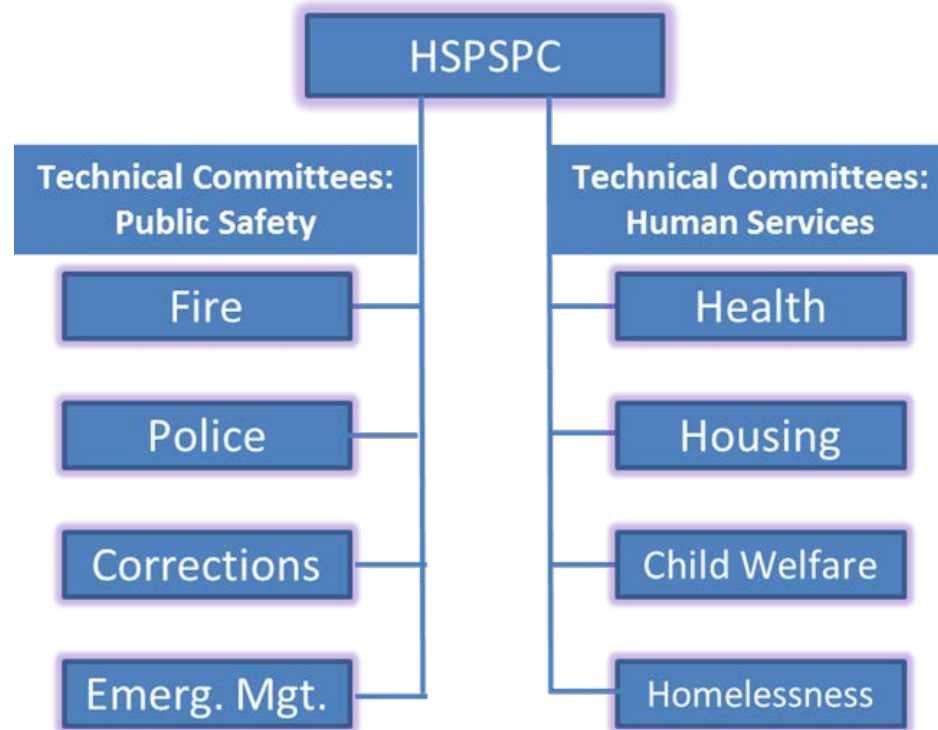 HSPSPC
Technical Committees:
Public Safety
Fire
Police
Corrections
Emerg. Mgt.
Technical Committees:
Human Services
Health
Housing
Child Welfare
Homelessness